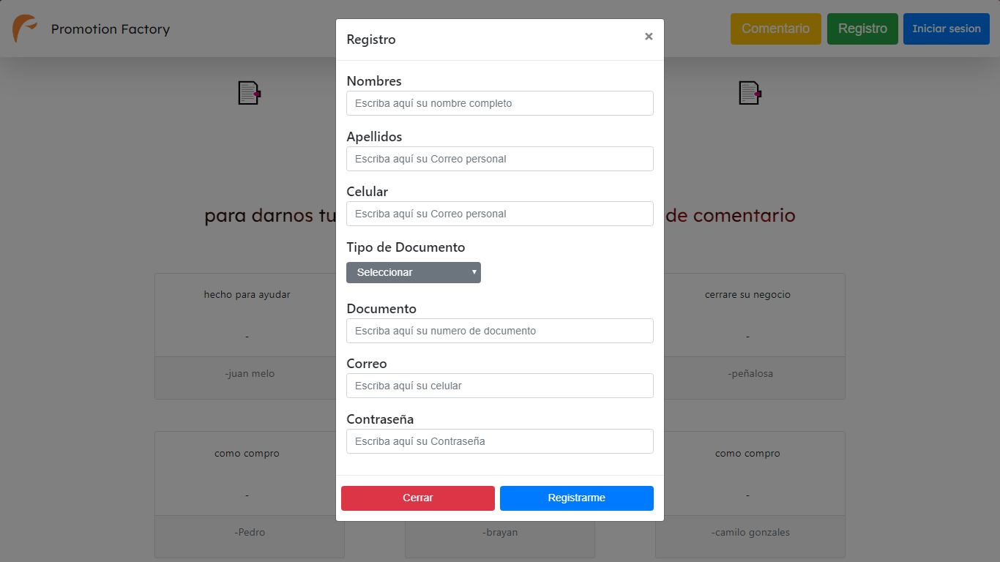 Promotion Factory
Comentario
Registro
Iniciar sesion
Registro
×
Nombres
Escriba aquí su nombre completo
Apellidos
Escriba aquí su Correo personal
Celular
Escriba aquí su Correo personal
Tipo de Documento
Seleccionar
Documento
Escriba aquí su numero de documento
Correo
Escriba aquí su celular
Contraseña
Escriba aquí su Contraseña
Cerrar
Registrarme
para darnos tu
de comentario
hecho para ayudar
-
-juan melo
cerrare su negocio
-
-peñalosa
como compro
-
-Pedro
-brayan
como compro
-
-camilo gonzales